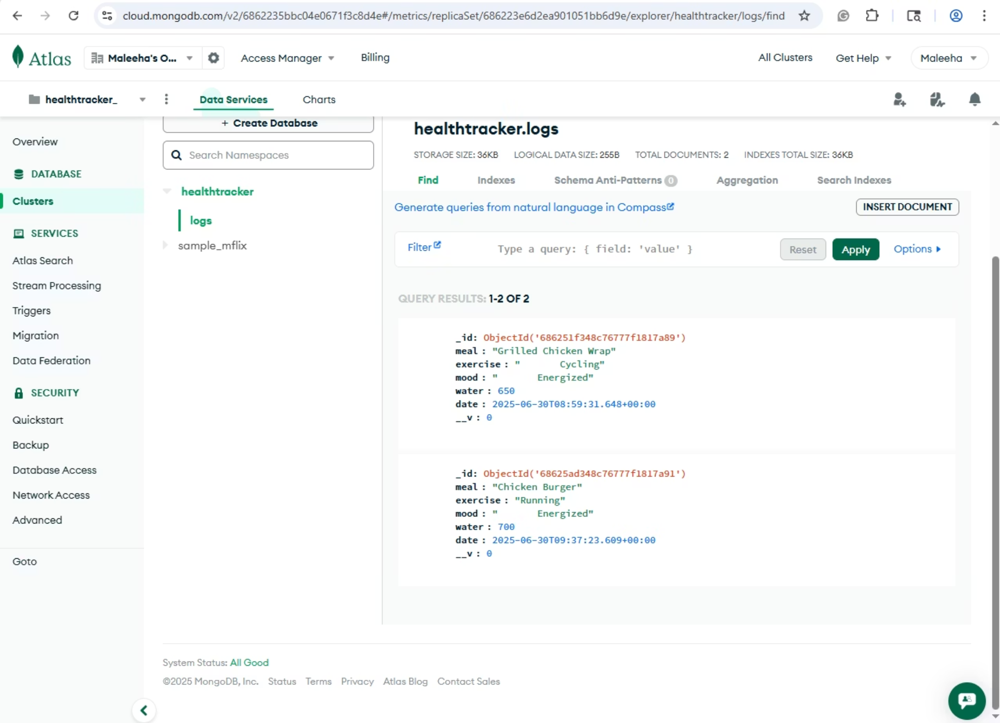 cloud.mongodb.com/v2/6862235bbc04e0671f3c8d4e#/metrics/replicaSet/686223e6d2ea901051bb6d9e/explorer/healthtracker/logs/find
Atlas
Maleeha's O...
Access Manager
Billing
All Clusters
Get Help
Maleeha
healthtracker_
Data Services
Charts
Overview
DATABASE
Clusters
SERVICES
Atlas Search
Stream Processing
Triggers
Migration
Data Federation
SECURITY
Quickstart
Backup
Database Access
Network Access
Advanced
Goto
+ Create Database
Search Namespaces
healthtracker
logs
sample_mflix
healthtracker.logs
STORAGE SIZE: 36KB LOGICAL DATA SIZE: 255B TOTAL DOCUMENTS: 2 INDEXES TOTAL SIZE: 36KB
Find Indexes Schema Anti-Patterns 0 Aggregation Search Indexes
Generate queries from natural language in Compass
INSERT DOCUMENT
Filter
Type a query: { field: 'value' }
Reset
Apply
Options
QUERY RESULTS: 1-2 OF 2
_id: ObjectId('686251f348c76777f1817a89')
meal : "Grilled Chicken Wrap"
exercise : "       Cycling"
mood : "       Energized"
water : 650
date : 2025-06-30T08:59:31.648+00:00
__v : 0
_id: ObjectId('68625ad348c76777f1817a91')
meal : "Chicken Burger"
exercise : "Running"
mood : "       Energized"
water : 700
date : 2025-06-30T09:37:23.609+00:00
__v : 0
System Status: All Good
©2025 MongoDB, Inc. Status Terms Privacy Atlas Blog Contact Sales